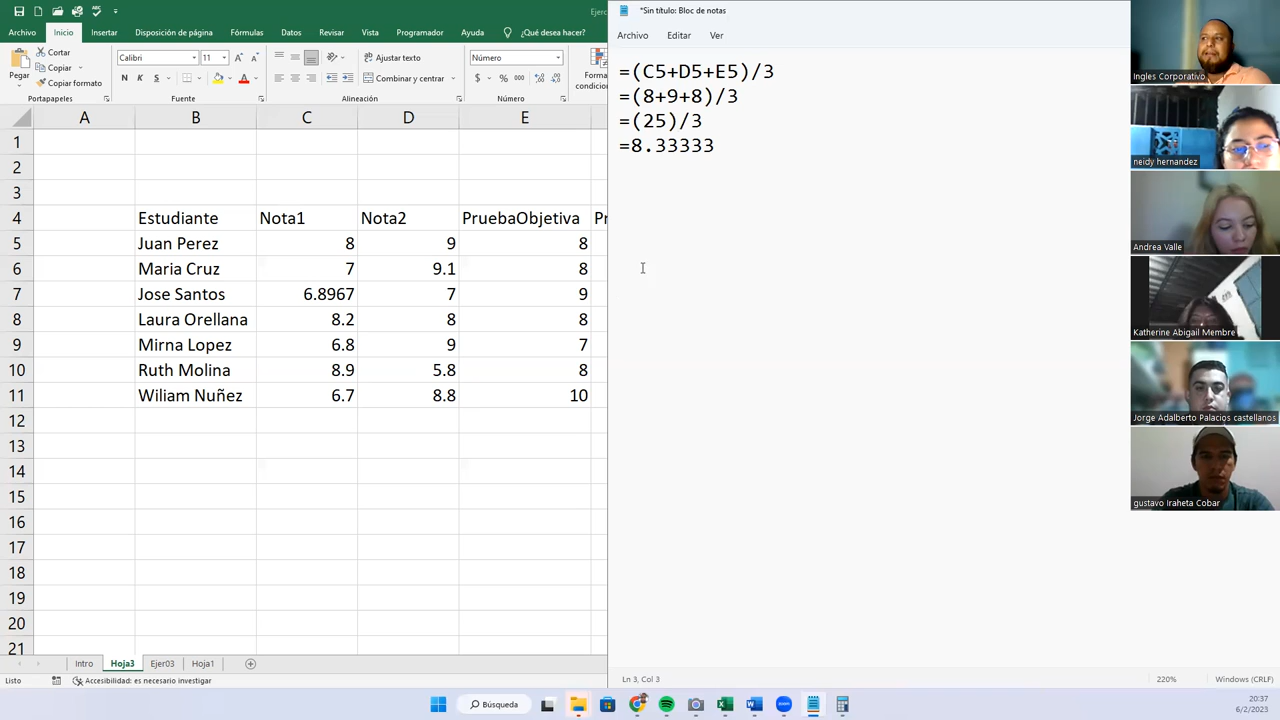 Ejerc
Archivo Inicio Insertar Disposición de página Fórmulas Datos Revisar Vista Programador Ayuda ¿Qué desea hacer?
Pegar
Cortar
Copiar
Copiar formato
Portapapeles
Calibri 11
N K S
Fuente
Ajustar texto
Combinar y centrar
Alineación
Número
$ % 000
Número
Forma
condicion
A B C D E
1
2
3
4 Estudiante Nota1 Nota2 PruebaObjetiva Pr
5 Juan Perez 8 9 8
6 Maria Cruz 7 9.1 8
7 Jose Santos 6.8967 7 9
8 Laura Orellana 8.2 8 8
9 Mirna Lopez 6.8 9 7
10 Ruth Molina 8.9 5.8 8
11 Wiliam Nuñez 6.7 8.8 10
12
13
14
15
16
17
18
19
20
21
Intro Hoja3 Ejer03 Hoja1
Listo Accesibilidad: es necesario investigar
*Sin título: Bloc de notas
Archivo Editar Ver
=(C5+D5+E5)/3
=(8+9+8)/3
=(25)/3
=8.33333
Ln 3, Col 3 220% Windows (CRLF)
Ingles Corporativo
neidy hernandez
Andrea Valle
Katherine Abigail Membre
Jorge Adalberto Palacios castellanos
gustavo Iraheta Cobar
Búsqueda
20:37
6/2/2023